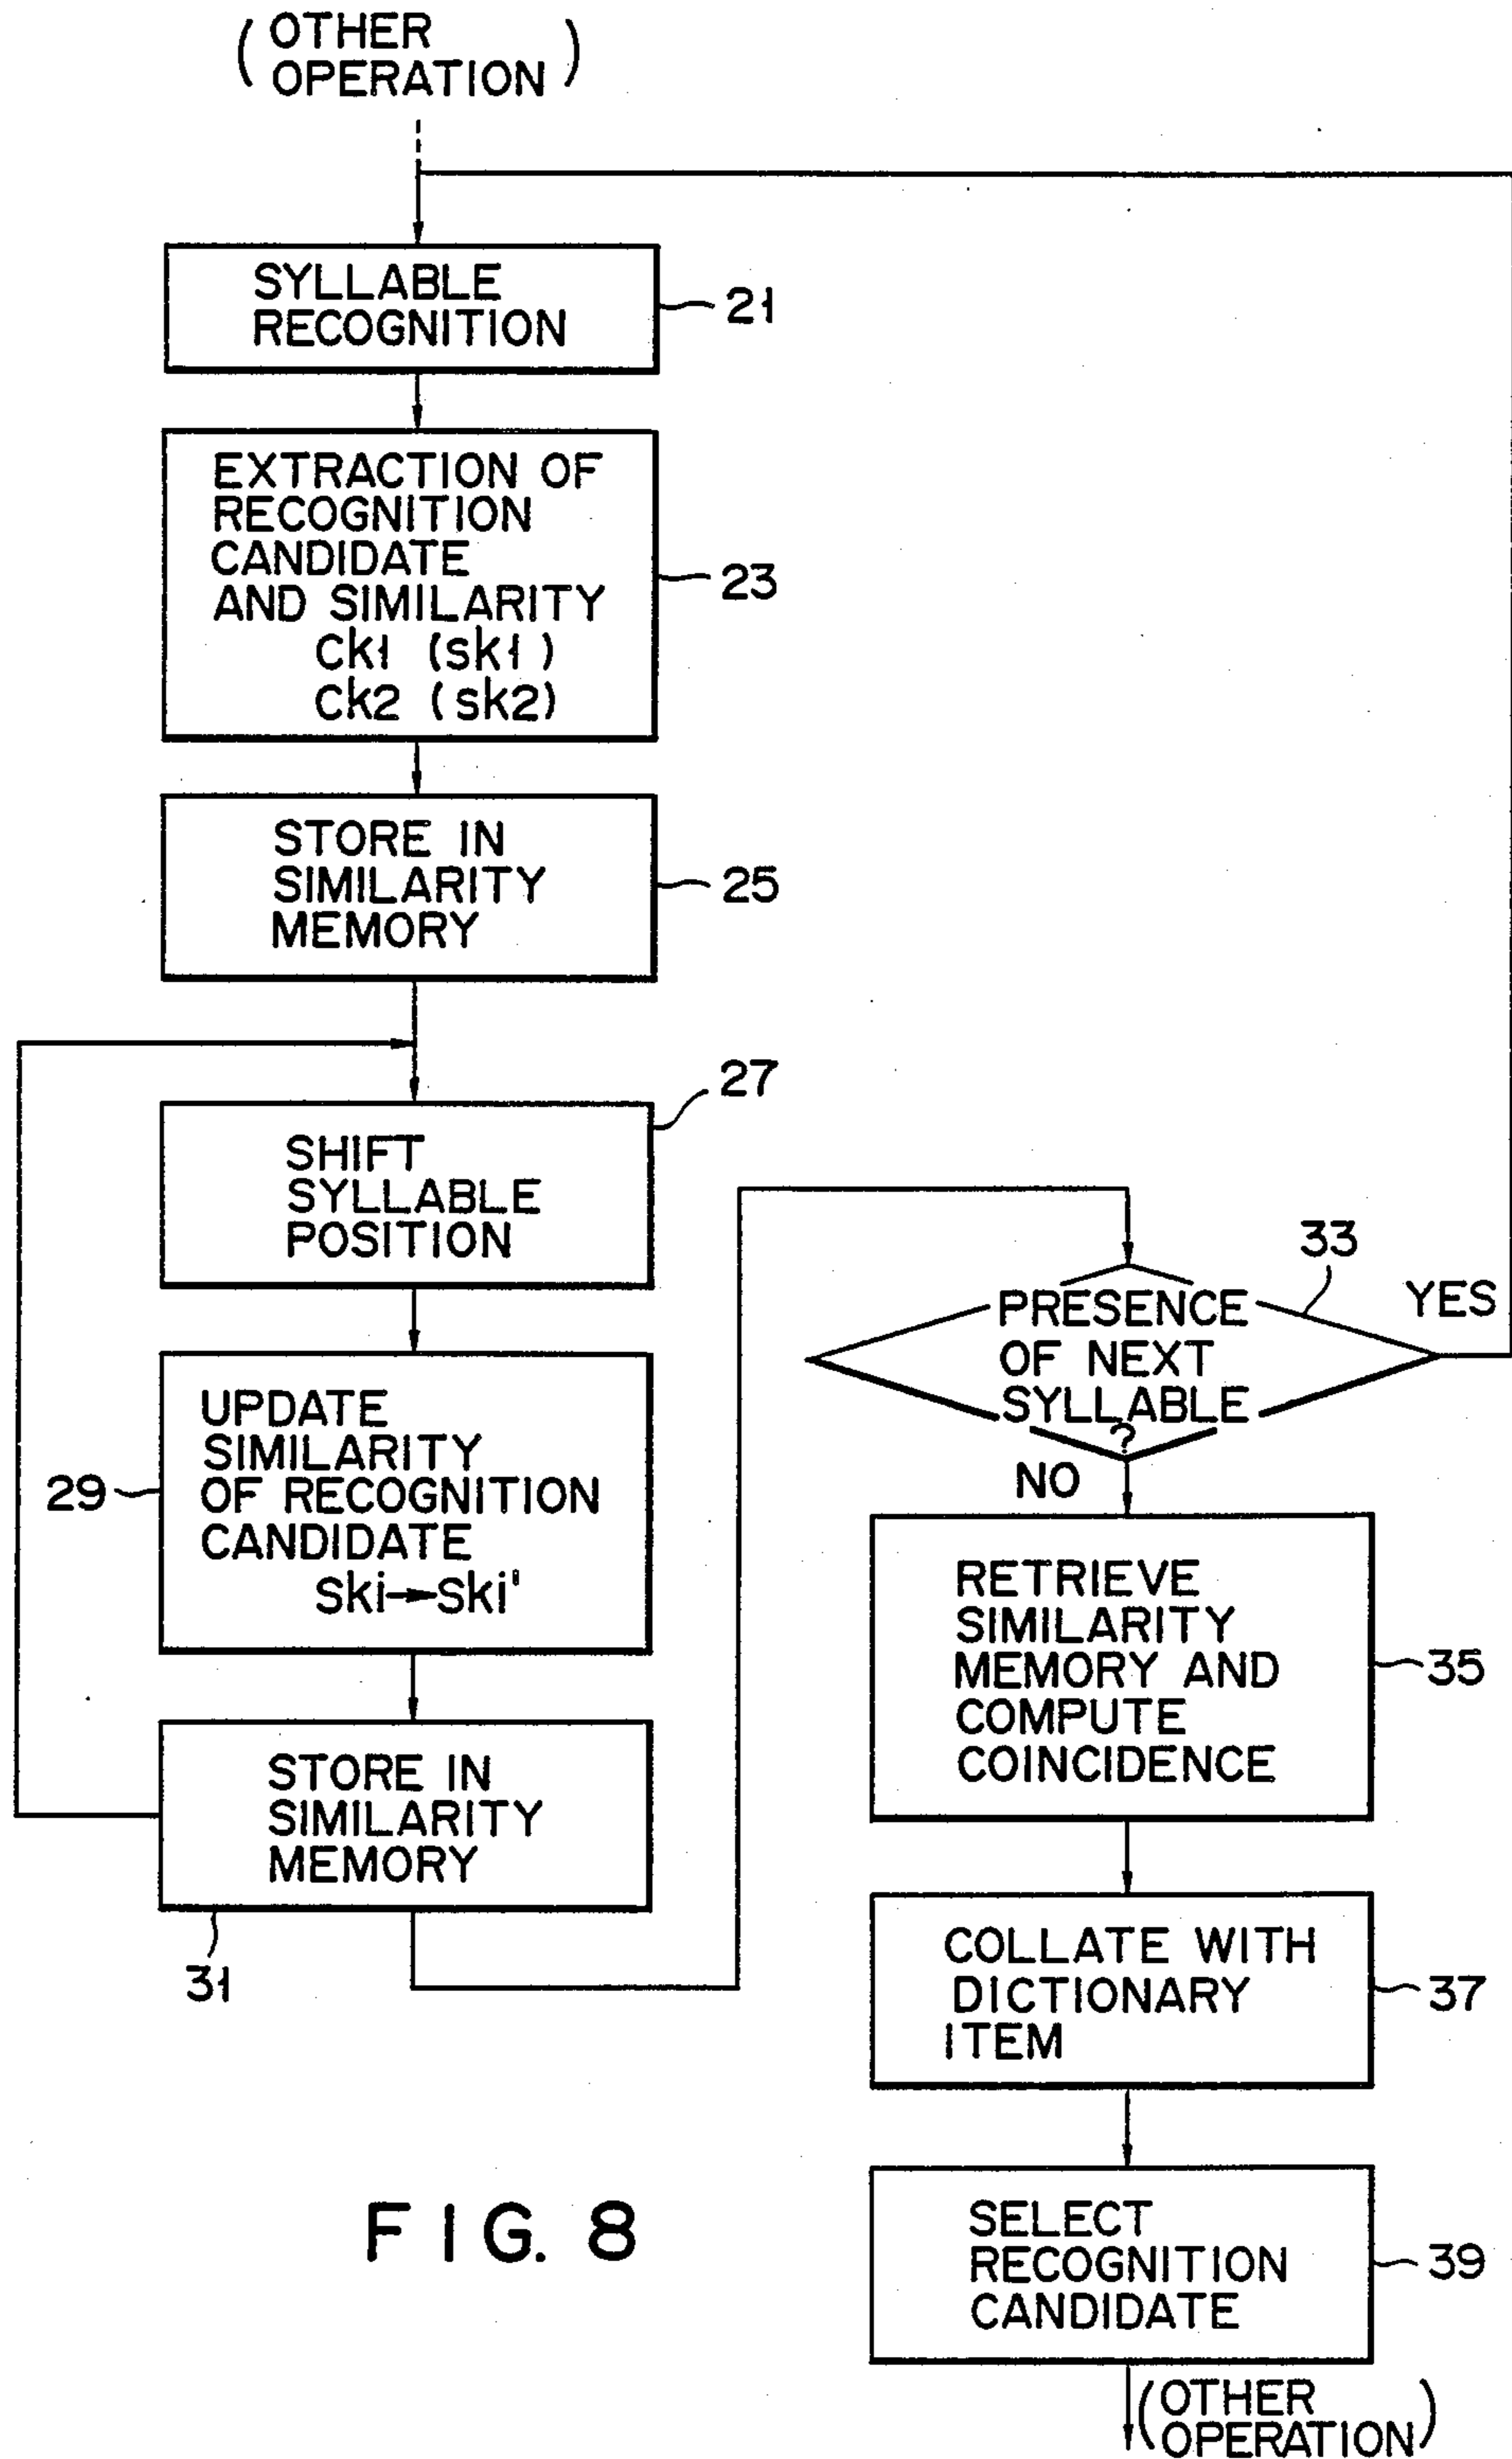 (OTHER
OPERATION)
SYLLABLE
RECOGNITION
21
EXTRACTION OF
RECOGNITION
CANDIDATE
AND SIMILARITY
Ck1 (sk1)
Ck2 (sk2)
23
STORE IN
SIMILARITY
MEMORY
25
27
SHIFT
SYLLABLE
POSITION
UPDATE
SIMILARITY
OF RECOGNITION
CANDIDATE
Ski→Ski'
29
STORE IN
SIMILARITY
MEMORY
31
33
YES
PRESENCE
OF NEXT
SYLLABLE
?
NO
RETRIEVE
SIMILARITY
MEMORY AND
COMPUTE
COINCIDENCE
35
COLLATE WITH
DICTIONARY
ITEM
37
SELECT
RECOGNITION
CANDIDATE
39
(OTHER
OPERATION)
FIG. 8